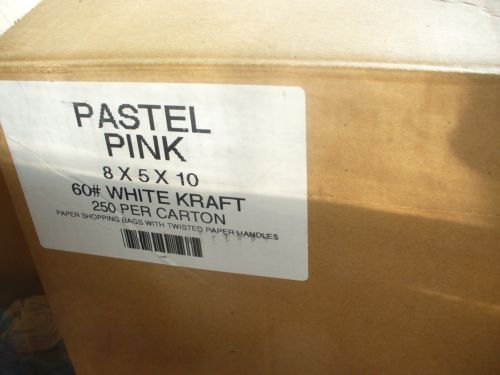 PASTEL
PINK
8 X 5 X 10
60# WHITE KRAFT
250 PER CARTON
PAPER SHOPPING BAGS WITH TWISTED PAPER HANDLES